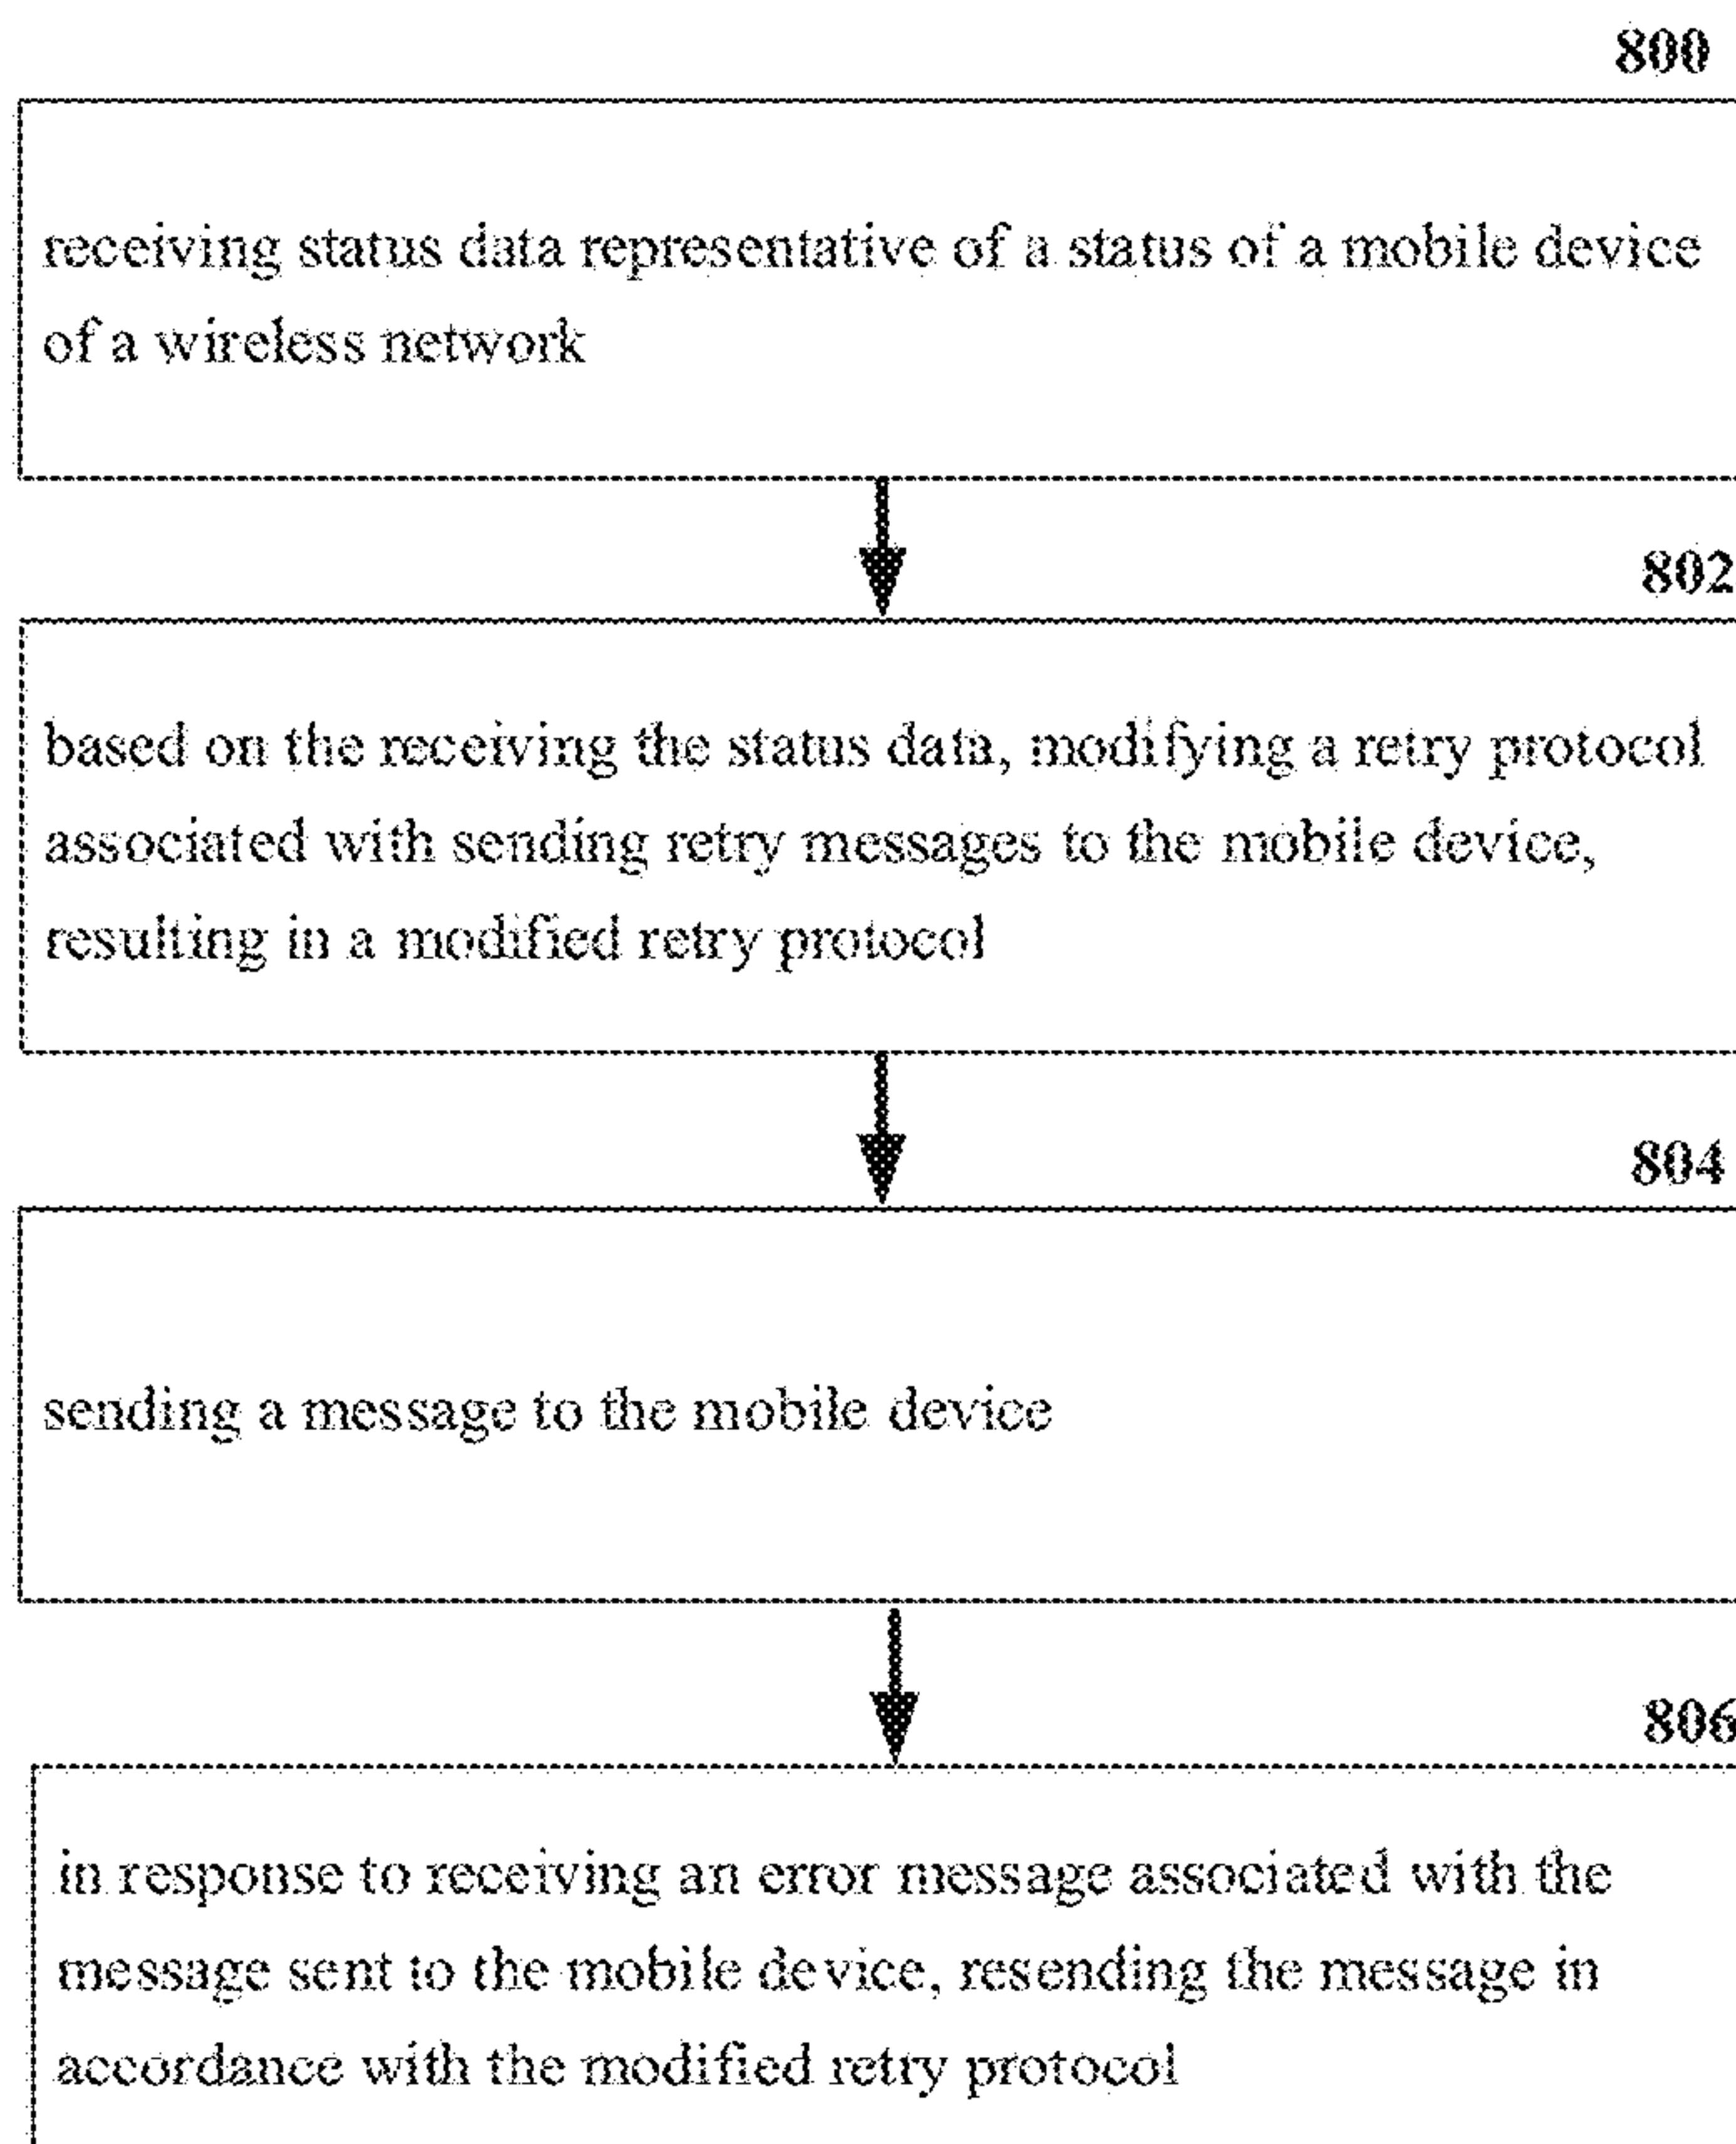 800
receiving status data representative of a status of a mobile device
of a wireless network
802
based on the receiving the status data, modifying a retry protocol
associated with sending retry messages to the mobile device,
resulting in a modified retry protocol
804
sending a message to the mobile device
806
in response to receiving an error message associated with the
message sent to the mobile device, resending the message in
accordance with the modified retry protocol